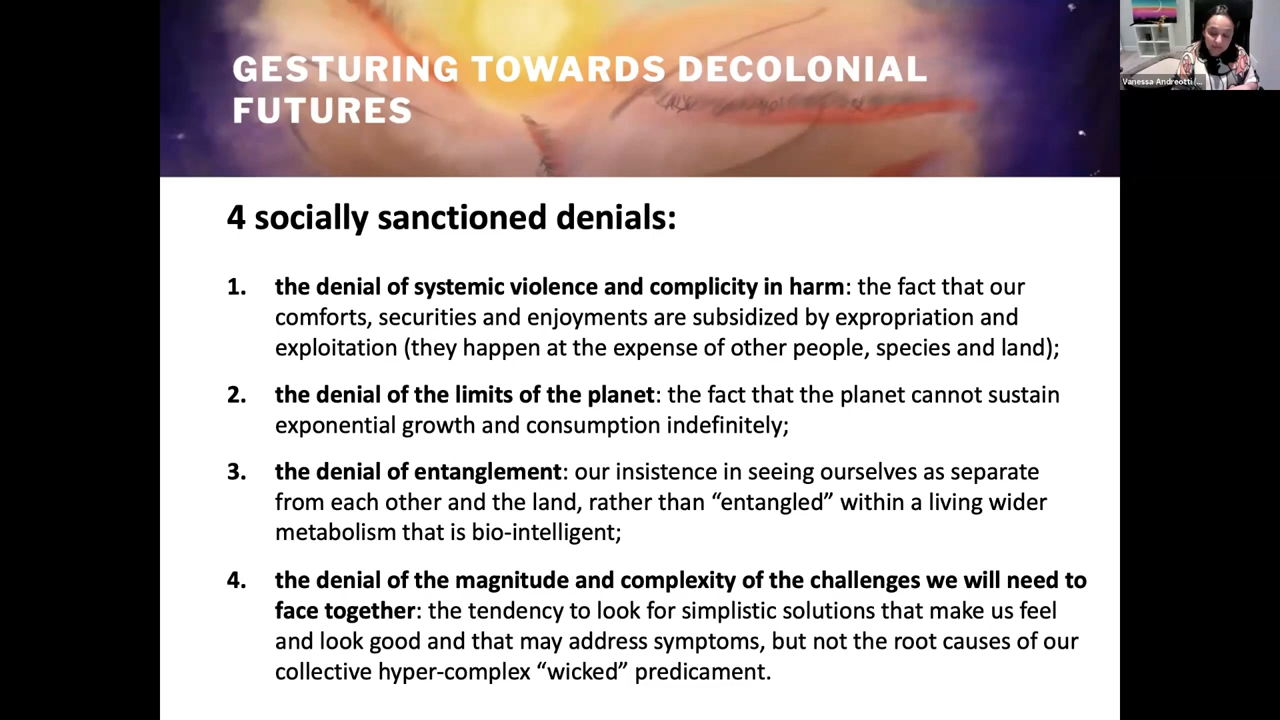 GESTURING TOWARDS DECOLONIAL
FUTURES
Vanessa Andreotti (...
4 socially sanctioned denials:
1. the denial of systemic violence and complicity in harm: the fact that our
comforts, securities and enjoyments are subsidized by expropriation and
exploitation (they happen at the expense of other people, species and land);
2. the denial of the limits of the planet: the fact that the planet cannot sustain
exponential growth and consumption indefinitely;
3. the denial of entanglement: our insistence in seeing ourselves as separate
from each other and the land, rather than “entangled” within a living wider
metabolism that is bio-intelligent;
4. the denial of the magnitude and complexity of the challenges we will need to
face together: the tendency to look for simplistic solutions that make us feel
and look good and that may address symptoms, but not the root causes of our
collective hyper-complex “wicked” predicament.